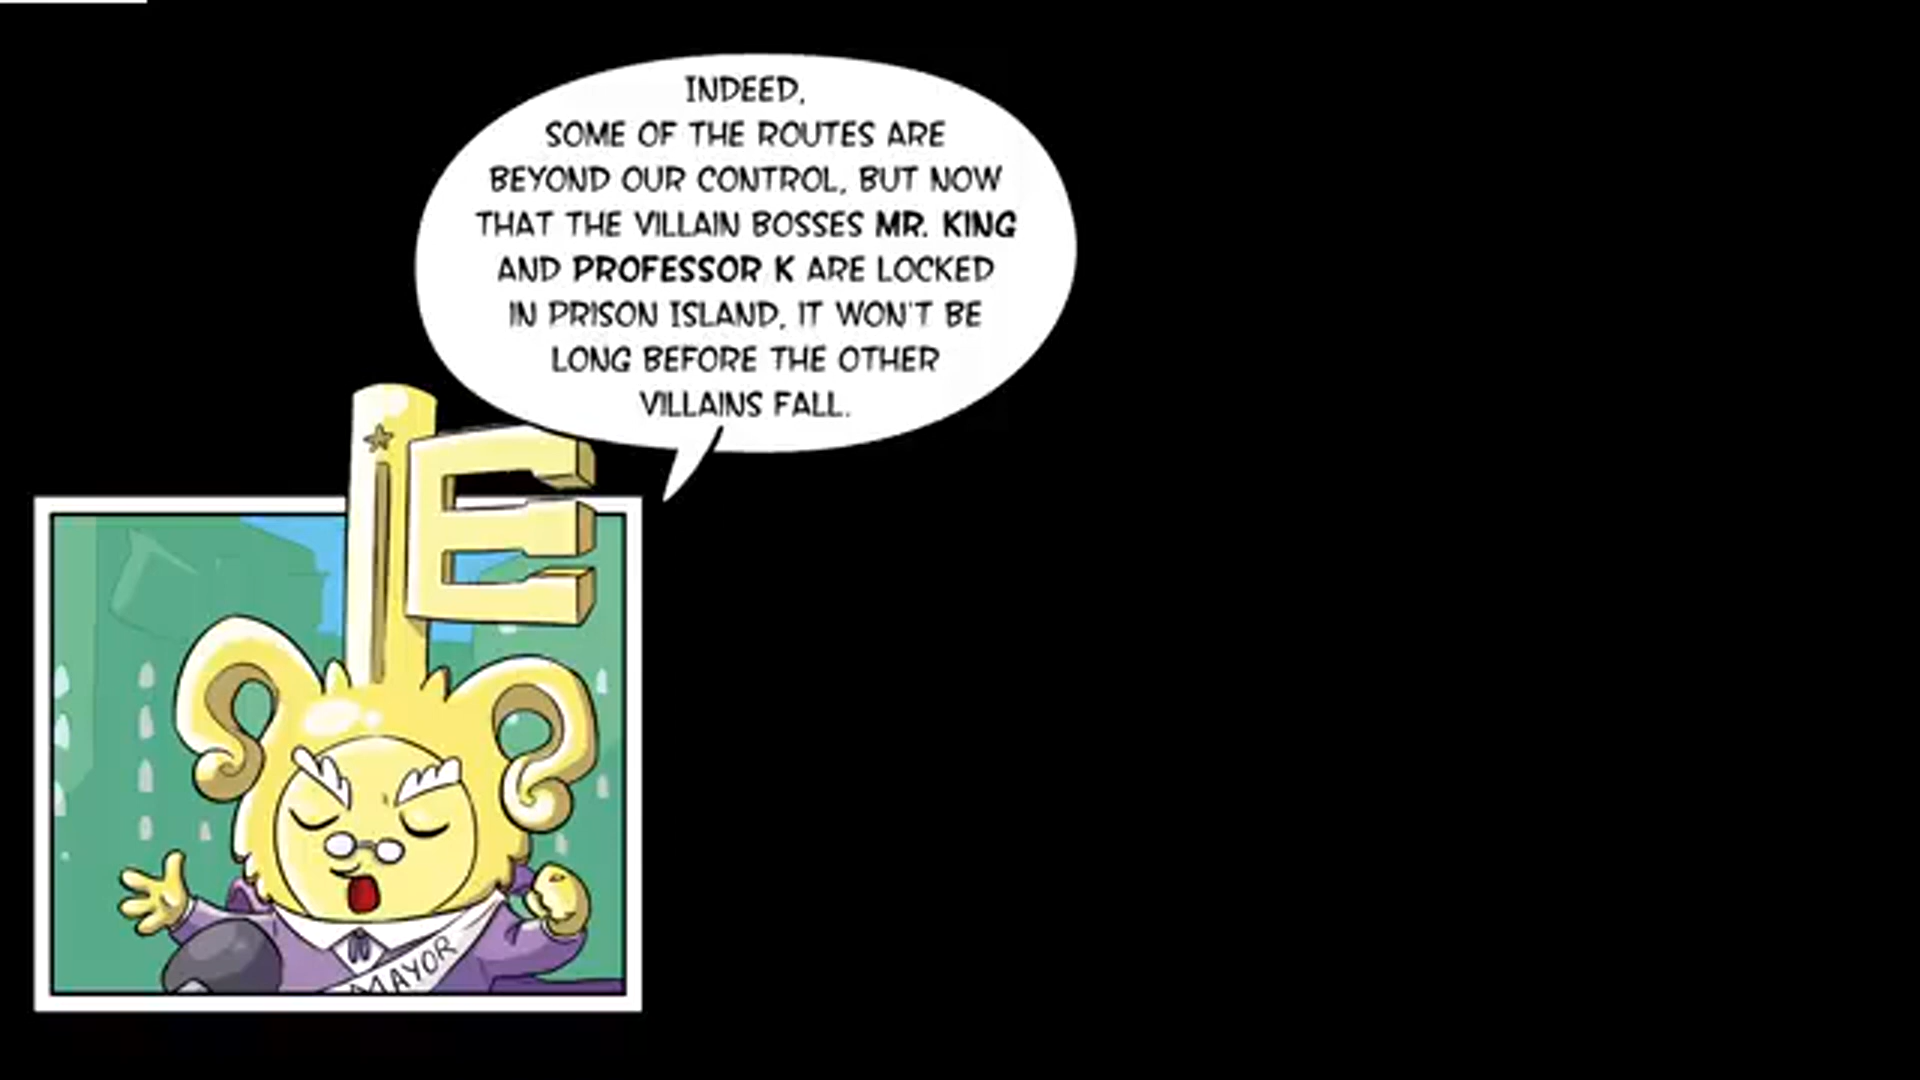 INDEED,
SOME OF THE ROUTES ARE
BEYOND OUR CONTROL, BUT NOW
THAT THE VILLAIN BOSSES MR. KING
AND PROFESSOR K ARE LOCKED
IN PRISON ISLAND, IT WON'T BE
LONG BEFORE THE OTHER
VILLAINS FALL.
E
MAYOR